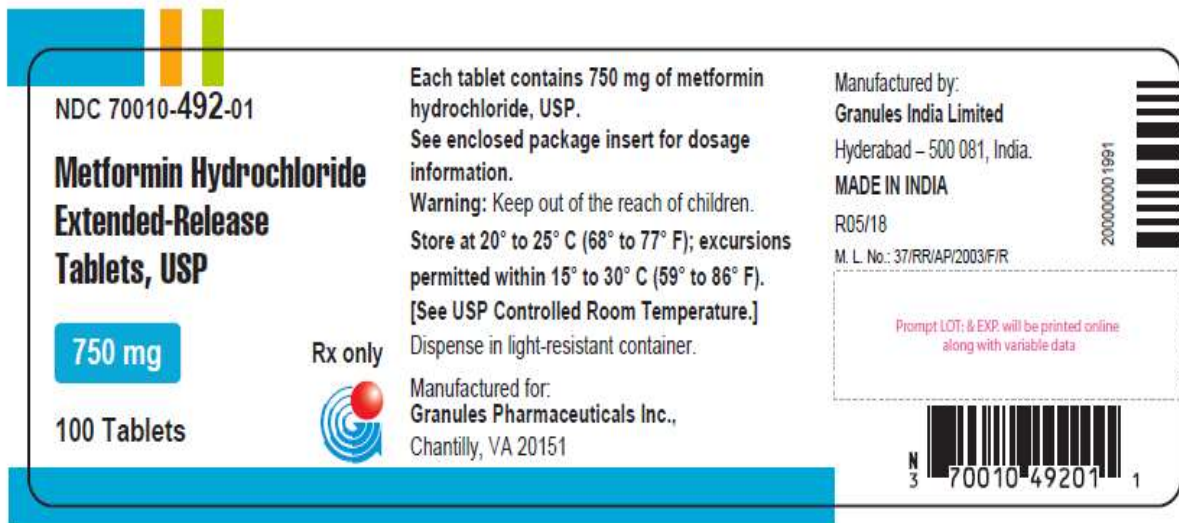 NDC 70010-492-01
Metformin Hydrochloride
Extended-Release
Tablets, USP
750 mg
Rx only
100 Tablets
Each tablet contains 750 mg of metformin
hydrochloride, USP.
See enclosed package insert for dosage
information.
Warning: Keep out of the reach of children.
Store at 20° to 25° C (68° to 77° F); excursions
permitted within 15° to 30° C (59° to 86° F).
[See USP Controlled Room Temperature.]
Dispense in light-resistant container.
Manufactured for:
Granules Pharmaceuticals Inc.,
Chantilly, VA 20151
Manufactured by:
Granules India Limited
Hyderabad – 500 081, India.
MADE IN INDIA
R05/18
M. L. No.: 37/RR/AP/2003/F/R
200000001991
Prompt LOT: & EXP. will be printed online
along with variable data
N
3 70010 49201 1